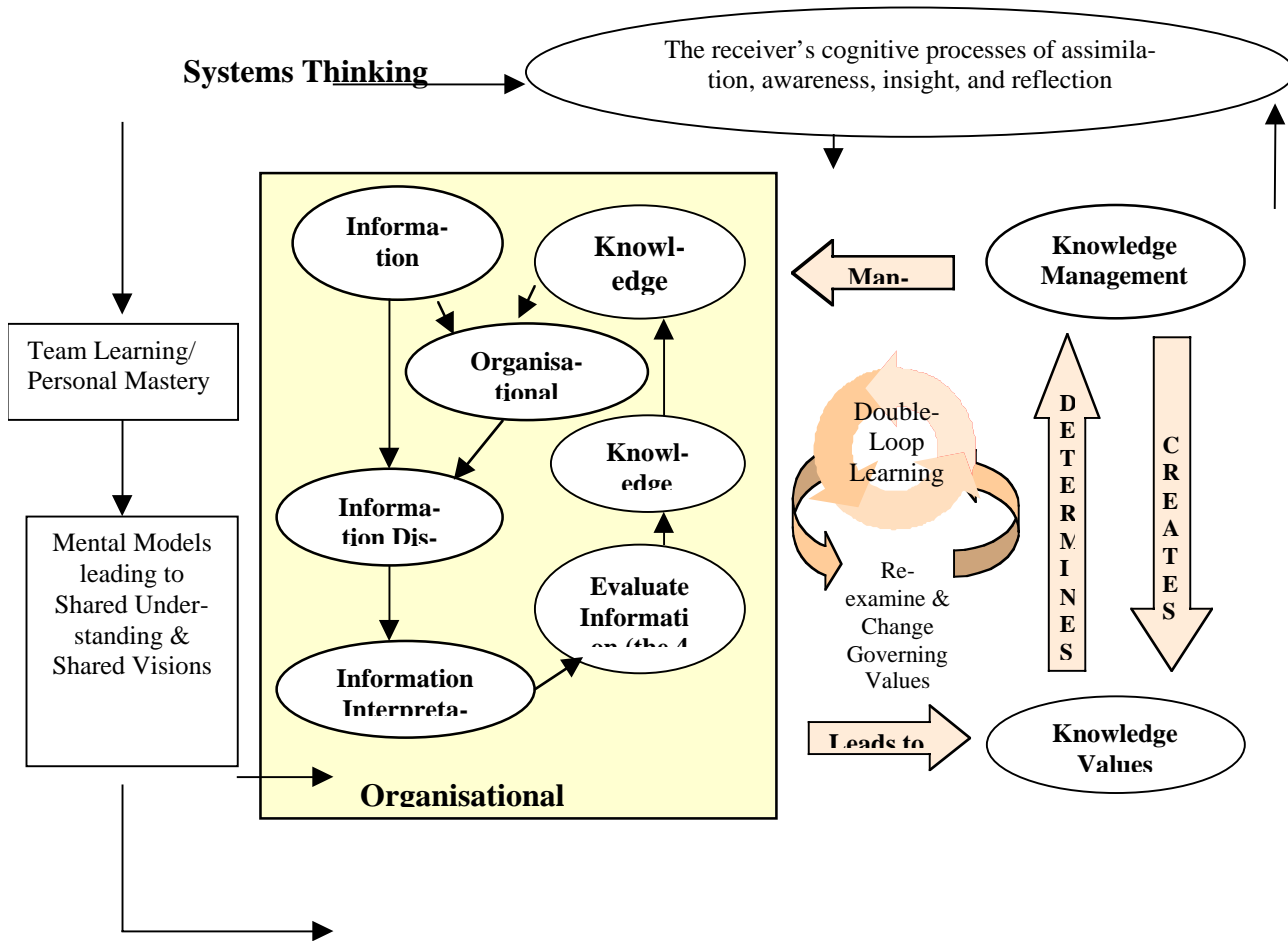 Systems Thinking
The receiver’s cognitive processes of assimila-
tion, awareness, insight, and reflection
Team Learning/
Personal Mastery
Mental Models
leading to
Shared Under-
standing &
Shared Visions
Informa-
tion
Knowl-
edge
Organisa-
tional
Knowl-
edge
Informa-
tion Dis-
Evaluate
Informati
on (the 4
Information
Interpreta-
Organisational
Man-
Knowledge
Management
Double-
Loop
Learning
Re-
examine &
Change
Governing
Values
D
E
T
E
R
M
I
N
E
S
C
R
E
A
T
E
S
Leads to
Knowledge
Values